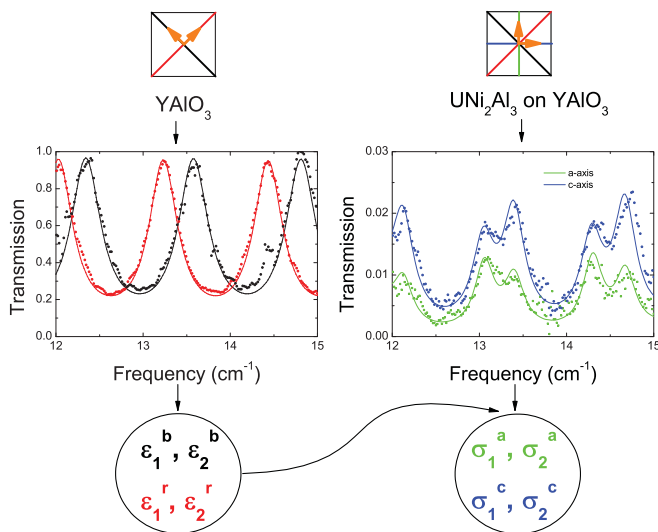 YAlO₃
UNi₂Al₃ on YAlO₃
1.0
0.8
0.6
0.4
0.2
0.0
Transmission
12
13
14
15
Frequency (cm⁻¹)
0.03
0.02
0.01
0.00
Transmission
a-axis
c-axis
12
13
14
15
Frequency (cm⁻¹)
ε₁ᵇ, ε₂ᵇ
ε₁ʳ, ε₂ʳ
σ₁ᵃ, σ₂ᵃ
σ₁ᶜ, σ₂ᶜ